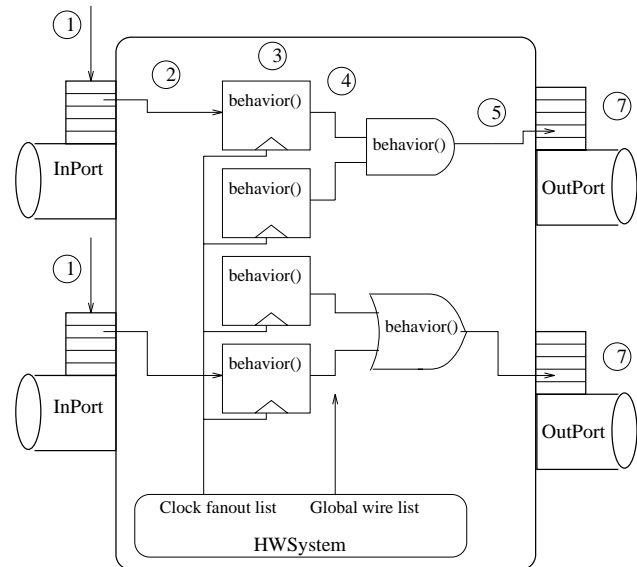 1
2
3
4
5
7
behavior()
behavior()
InPort
behavior()
OutPort
1
behavior()
behavior()
7
behavior()
InPort
OutPort
Clock fanout list
Global wire list
HWSystem